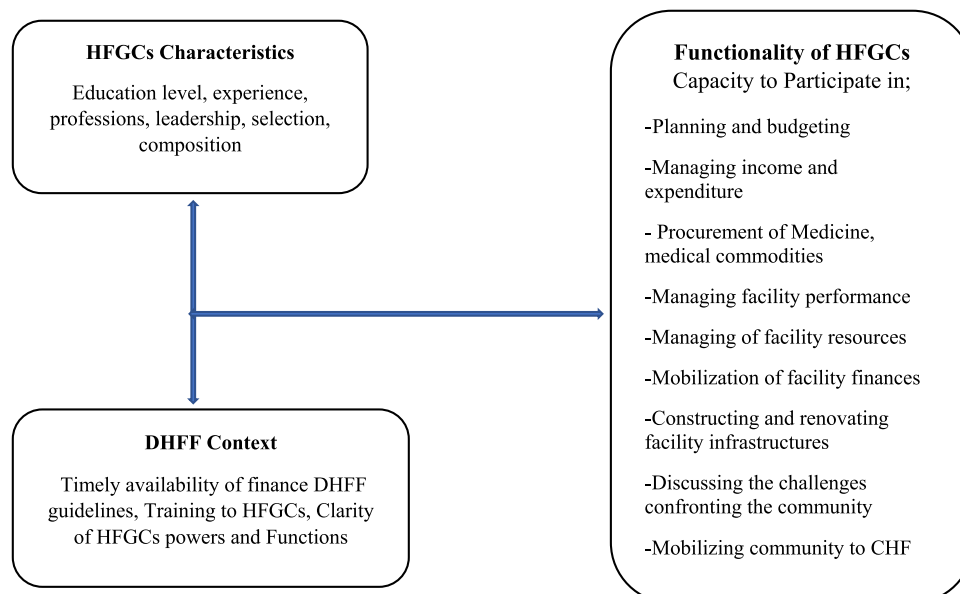 HFGCs Characteristics
Education level, experience,
professions, leadership, selection,
composition
DHFF Context
Timely availability of finance DHFF
guidelines, Training to HFGCs, Clarity
of HFGCs powers and Functions
Functionality of HFGCs
Capacity to Participate in;
-Planning and budgeting
-Managing income and
expenditure
- Procurement of Medicine,
medical commodities
-Managing facility performance
-Managing of facility resources
-Mobilization of facility finances
-Constructing and renovating
facility infrastructures
-Discussing the challenges
confronting the community
-Mobilizing community to CHF